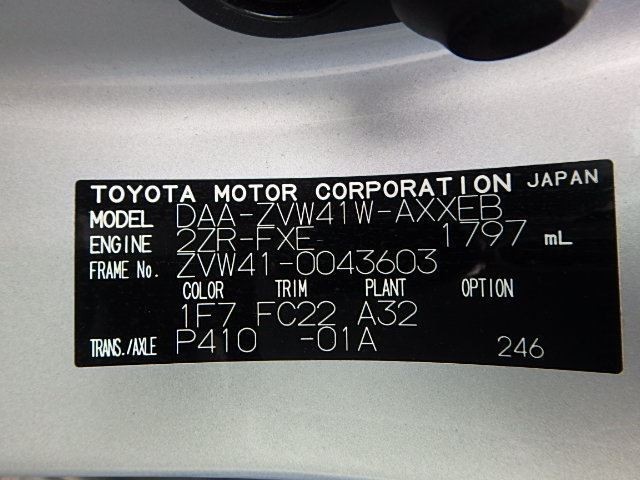 TOYOTA MOTOR CORPORATION JAPAN
MODEL DAA-ZVW41W-AXXEB
ENGINE 2ZR-FXE 1797 mL
FRAME No. ZVW41-0043603
COLOR TRIM PLANT OPTION
1F7 FC22 A32
TRANS./AXLE P410 -01A 246